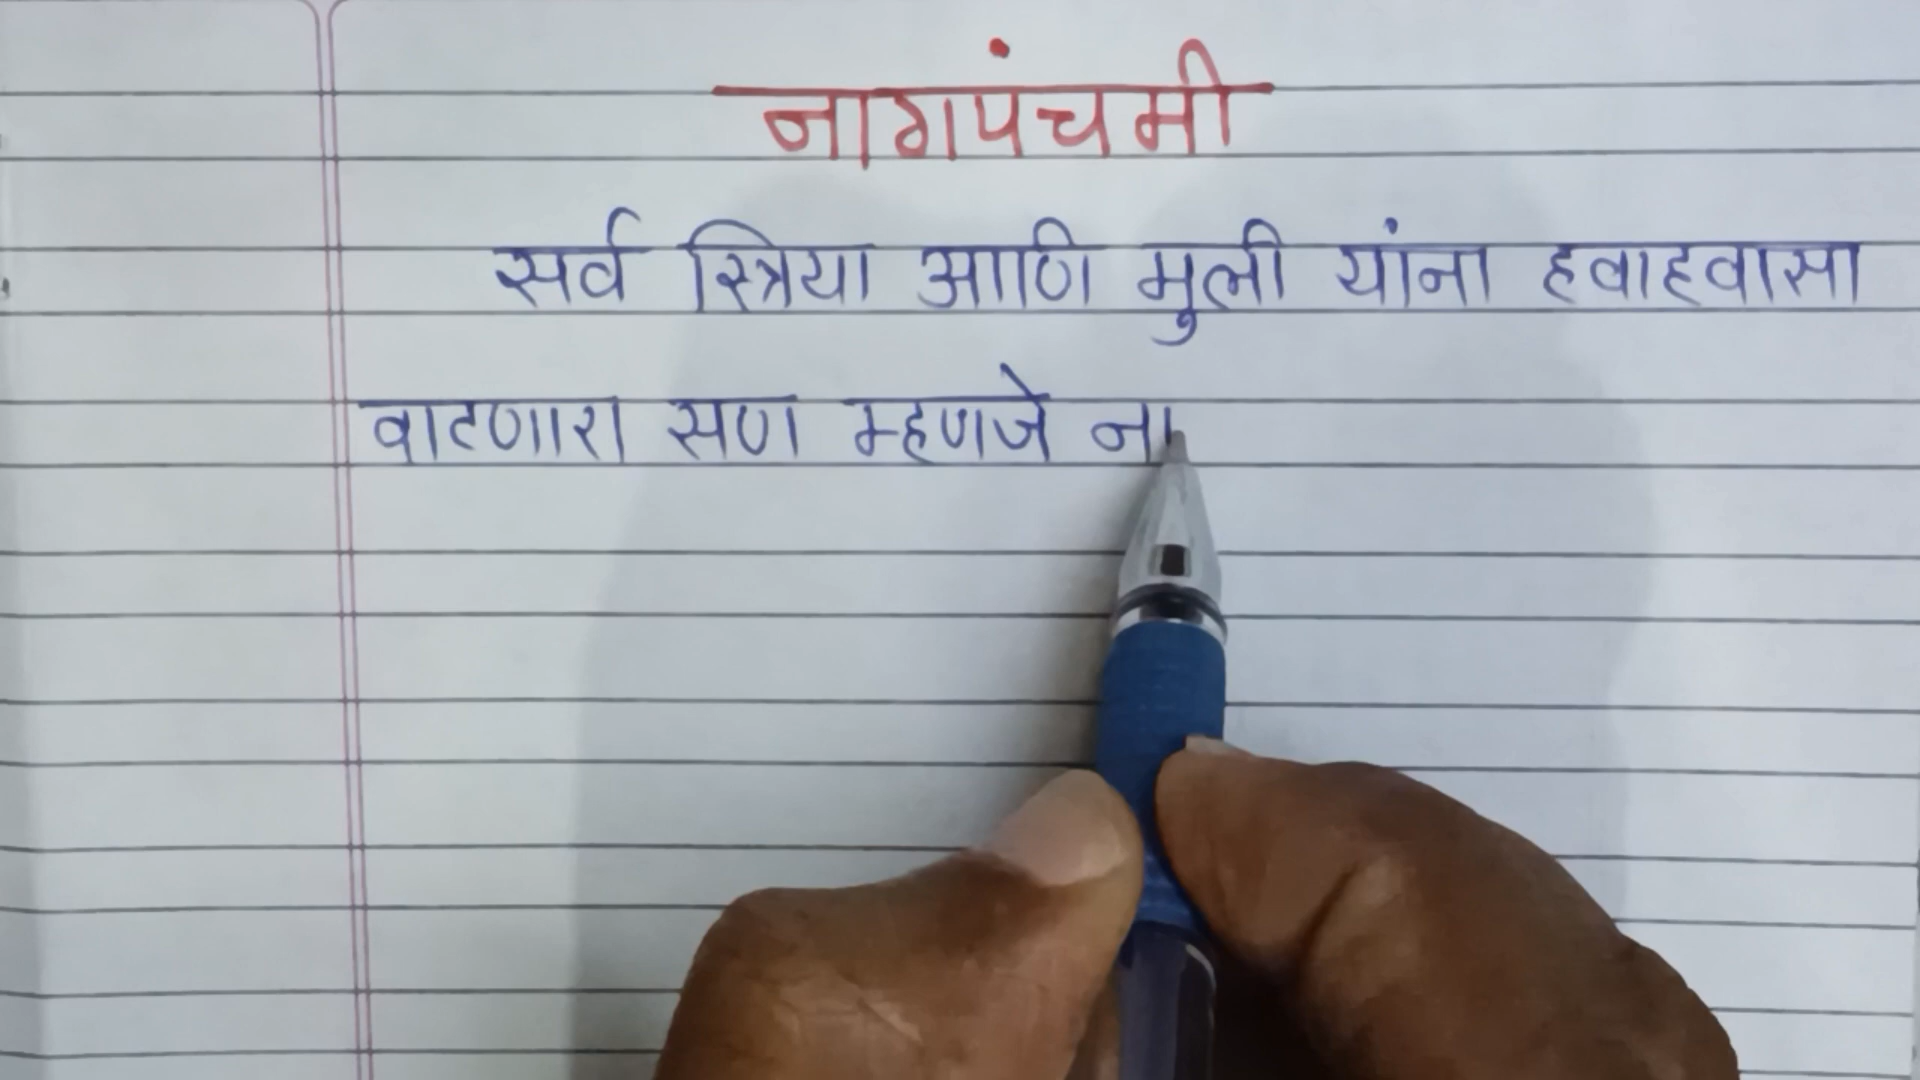 नागपंचमी
सर्व स्त्रिया आणि मुली यांना हवाहवासा
वाटणारा सण म्हणजे ना